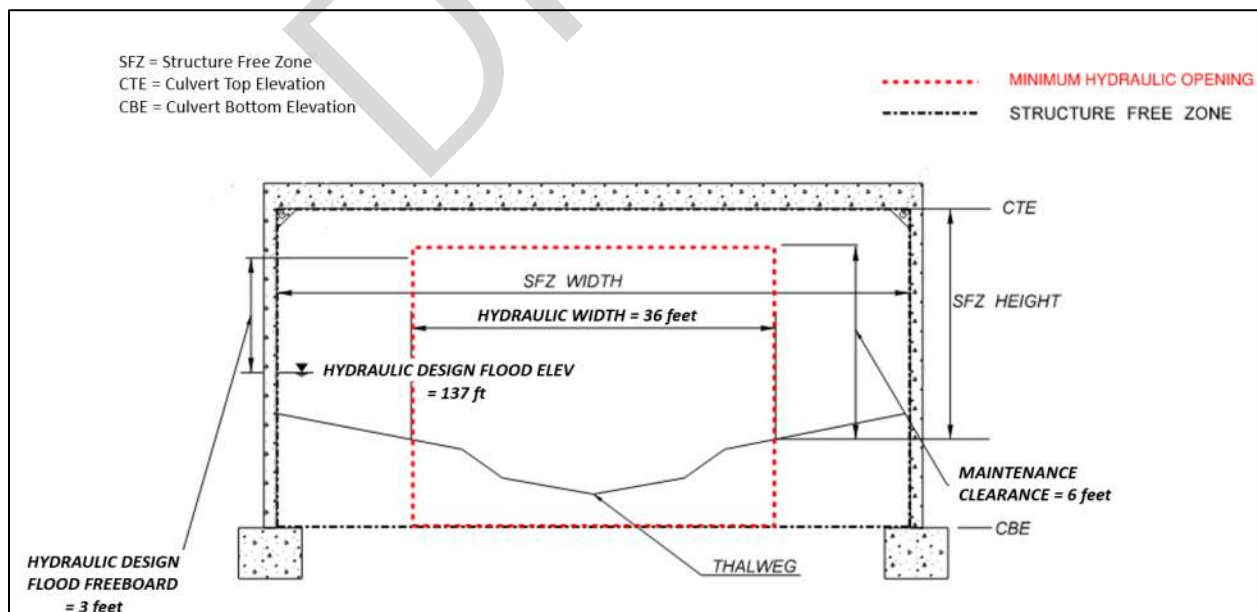 SFZ = Structure Free Zone
CTE = Culvert Top Elevation
CBE = Culvert Bottom Elevation
MINIMUM HYDRAULIC OPENING
STRUCTURE FREE ZONE
CTE
SFZ WIDTH
SFZ HEIGHT
HYDRAULIC WIDTH = 36 feet
HYDRAULIC DESIGN FLOOD ELEV
= 137 ft
MAINTENANCE
CLEARANCE = 6 feet
CBE
THALWEG
HYDRAULIC DESIGN
FLOOD FREEBOARD
= 3 feet